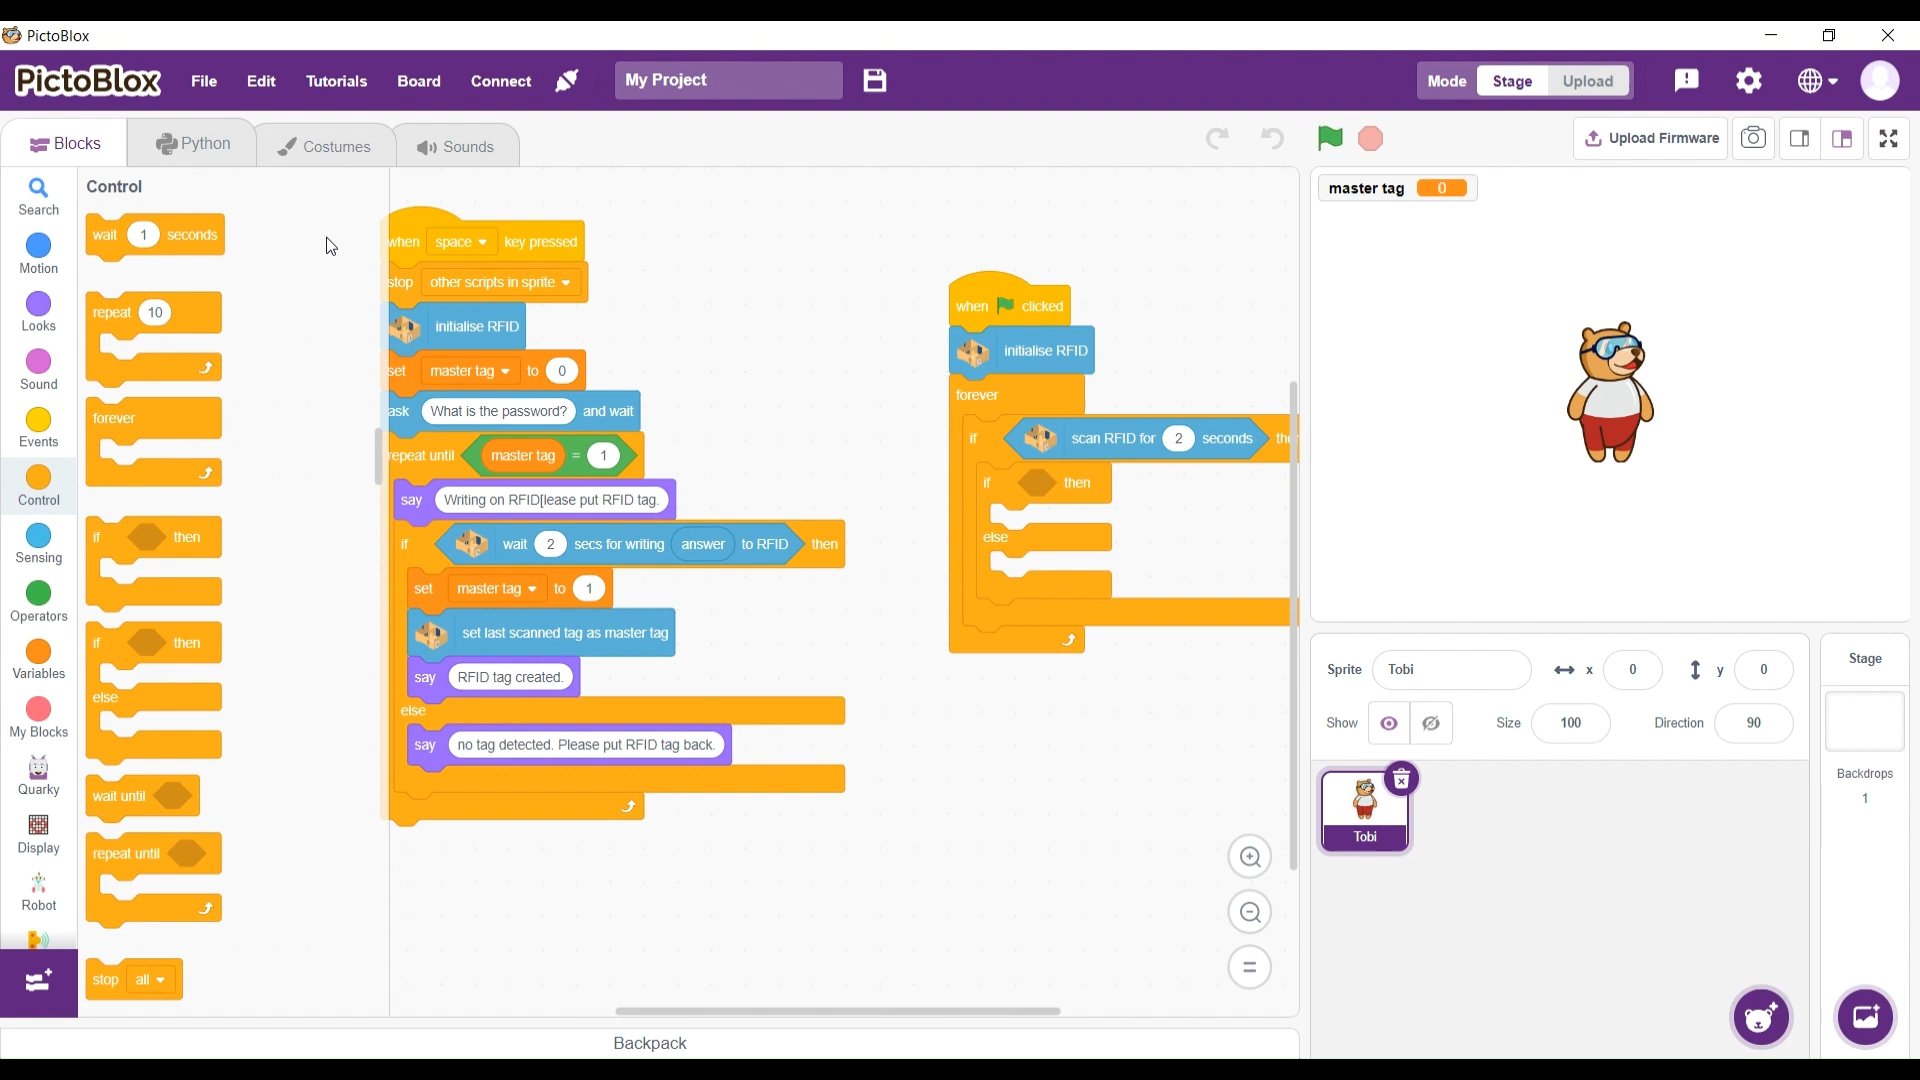 PictoBlox
PictoBlox File Edit Tutorials Board Connect My Project Mode Stage Upload
Blocks Python Costumes Sounds Upload Firmware
Search
Motion
Looks
Sound
Events
Control
Sensing
Operators
Variables
My Blocks
Quarky
Display
Robot
Control
wait 1 seconds
repeat 10
forever
if then
if then
else
wait until
repeat until
stop all
when space key pressed
stop other scripts in sprite
initialise RFID
set master tag to 0
ask What is the password? and wait
repeat until master tag = 1
say Writing on RFID[lease put RFID tag.
if wait 2 secs for writing answer to RFID then
set master tag to 1
set last scanned tag as master tag
say RFID tag created.
else
say no tag detected. Please put RFID tag back.
when clicked
initialise RFID
forever
if scan RFID for 2 seconds
if then
else
master tag 0
Sprite Tobi x 0 y 0
Show Size 100 Direction 90
Tobi
Stage
Backdrops
1
Backpack